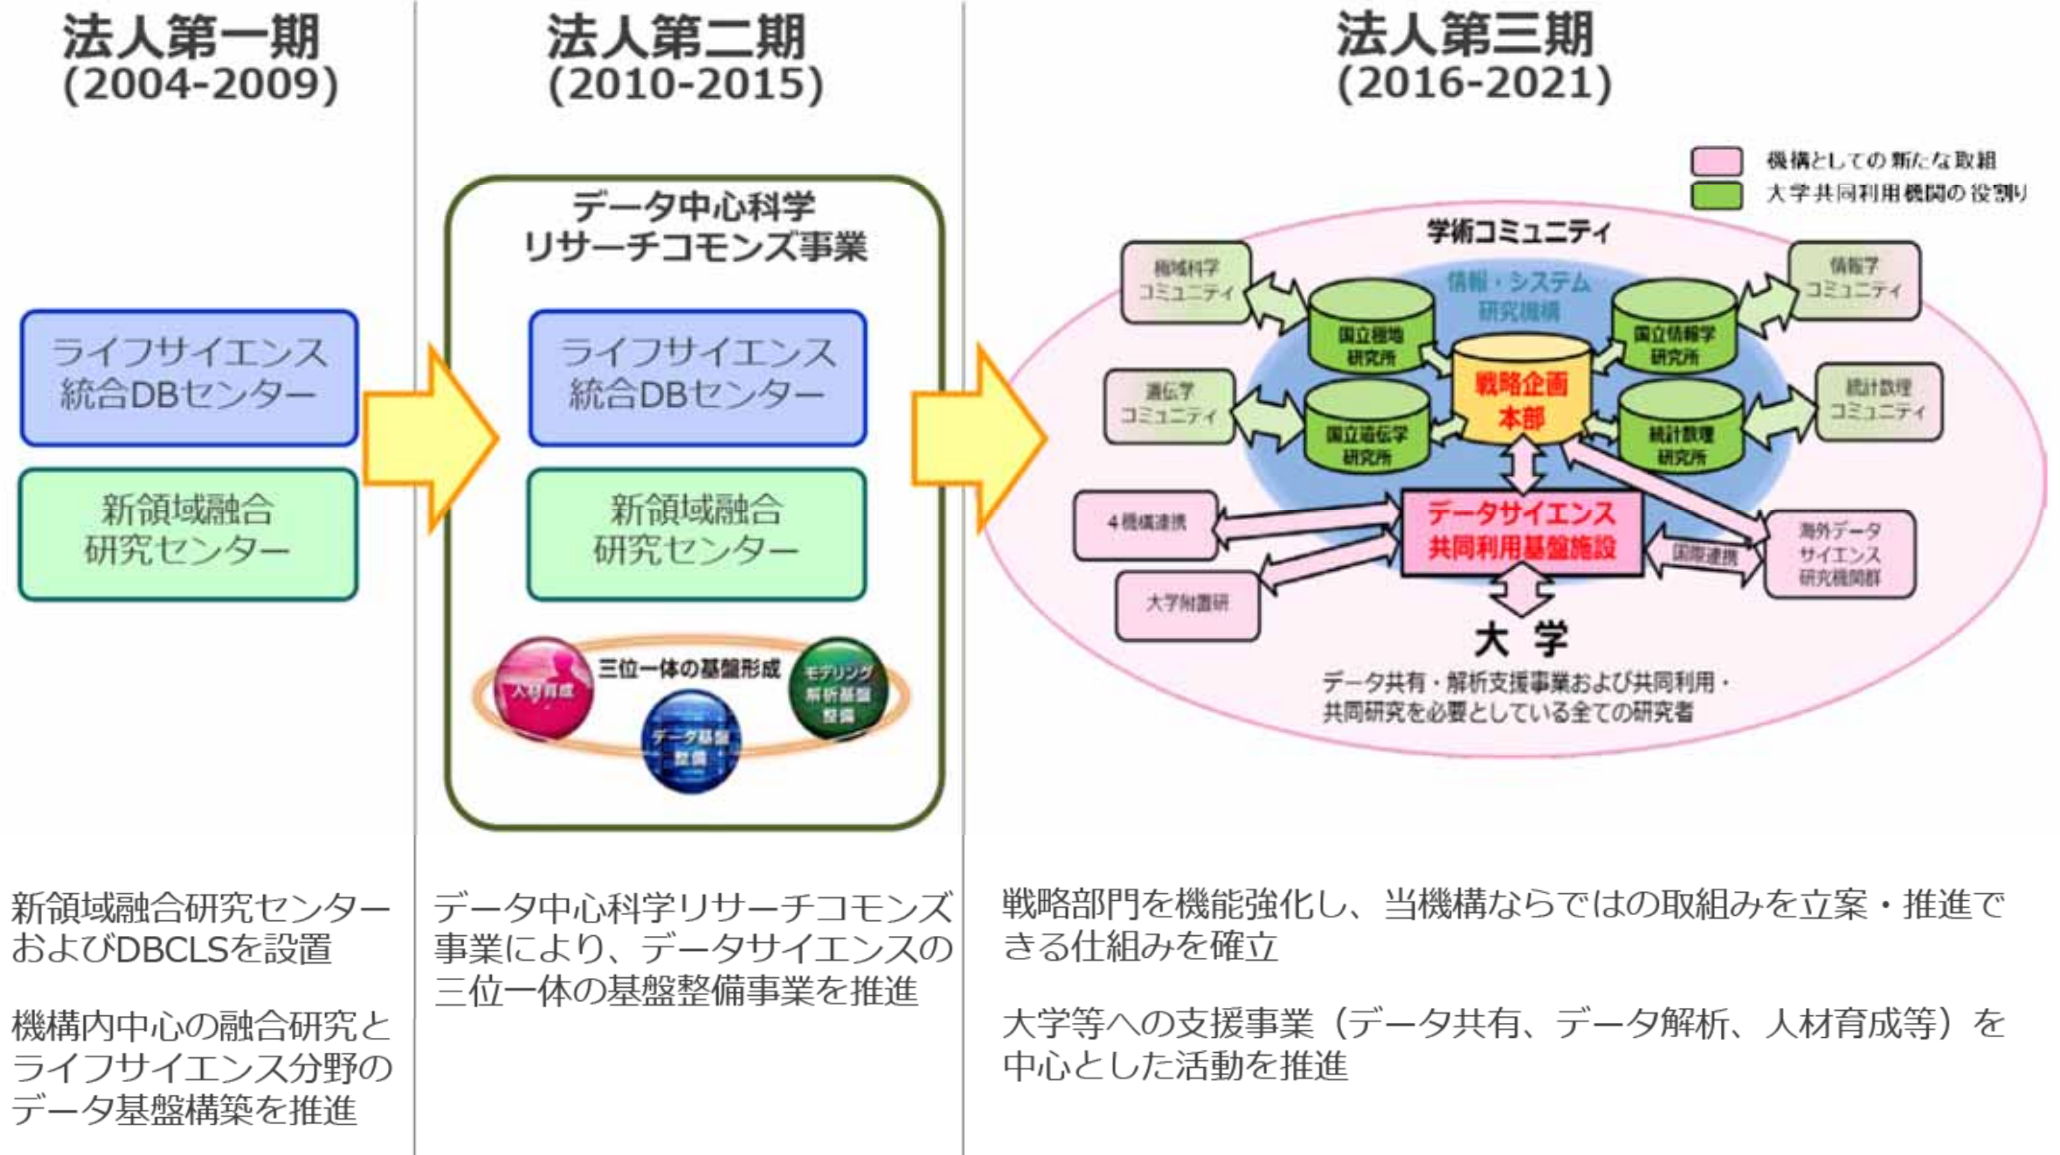 法人第一期
(2004-2009)
ライフサイエンス
統合DBセンター
新領域融合
研究センター
新領域融合研究センター
およびDBCLSを設置
機構内中心の融合研究と
ライフサイエンス分野の
データ基盤構築を推進
法人第二期
(2010-2015)
データ中心科学
リサーチコモンズ事業
ライフサイエンス
統合DBセンター
新領域融合
研究センター
三位一体の基盤形成
人材育成
データ基盤
整備
モデリング
解析基盤
整備
データ中心科学リサーチコモンズ
事業により、データサイエンスの
三位一体の基盤整備事業を推進
法人第三期
(2016-2021)
機構としての新たな取組
大学共同利用機関の役割り
学術コミュニティ
極域科学
コミュニティ
情報学
コミュニティ
情報・システム
研究機構
国立極地
研究所
国立情報学
研究所
戦略企画
本部
遺伝学
コミュニティ
統計数理
コミュニティ
国立遺伝学
研究所
統計数理
研究所
4機構連携
データサイエンス
共同利用基盤施設
国際連携
海外データ
サイエンス
研究機関群
大学附置研
大 学
データ共有・解析支援事業および共同利用・
共同研究を必要としている全ての研究者
戦略部門を機能強化し、当機構ならではの取組みを立案・推進で
きる仕組みを確立
大学等への支援事業（データ共有、データ解析、人材育成等）を
中心とした活動を推進